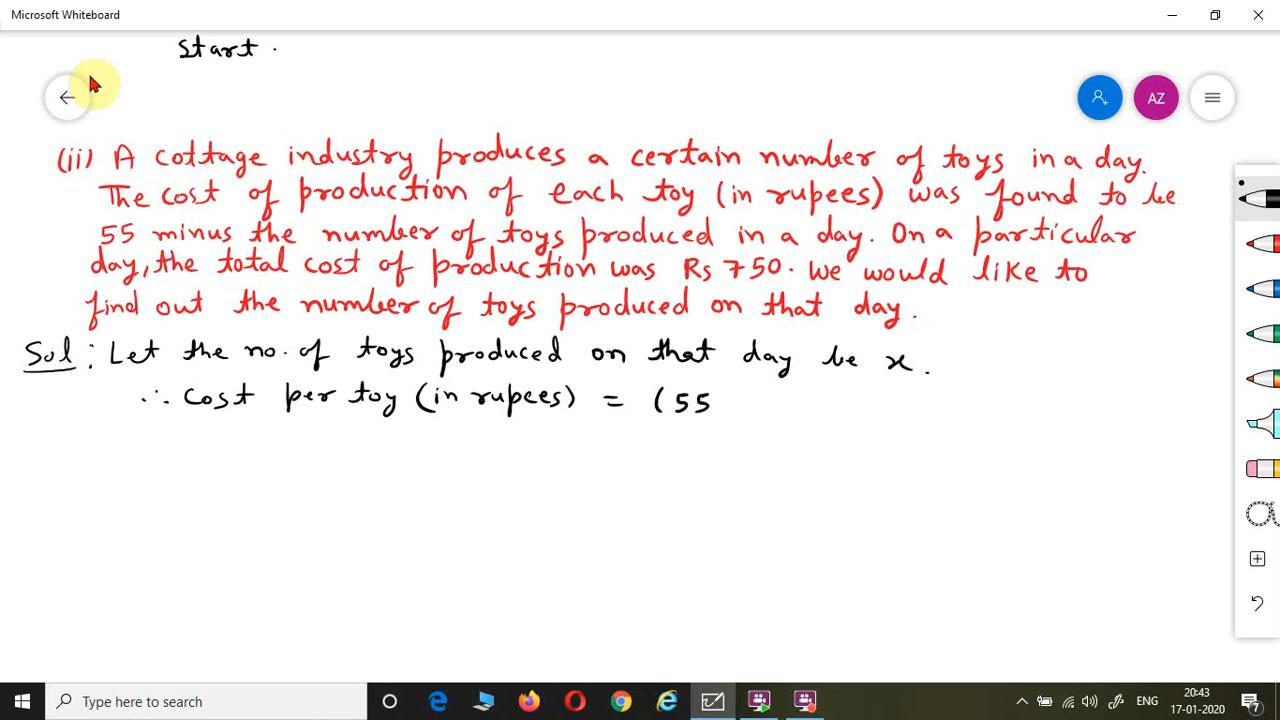 Microsoft Whiteboard
start.
AZ
(ii) A cottage industry produces a certain number of toys in a day.
The cost of production of each toy (in rupees) was found to be
55 minus the number of toys produced in a day. On a particular
day, the total cost of production was Rs 750. We would like to
find out the number of toys produced on that day.
Sol: Let the no. of toys produced on that day be x.
∴ cost per toy (in rupees) = (55
Type here to search
ENG
20:43
17-01-2020
7